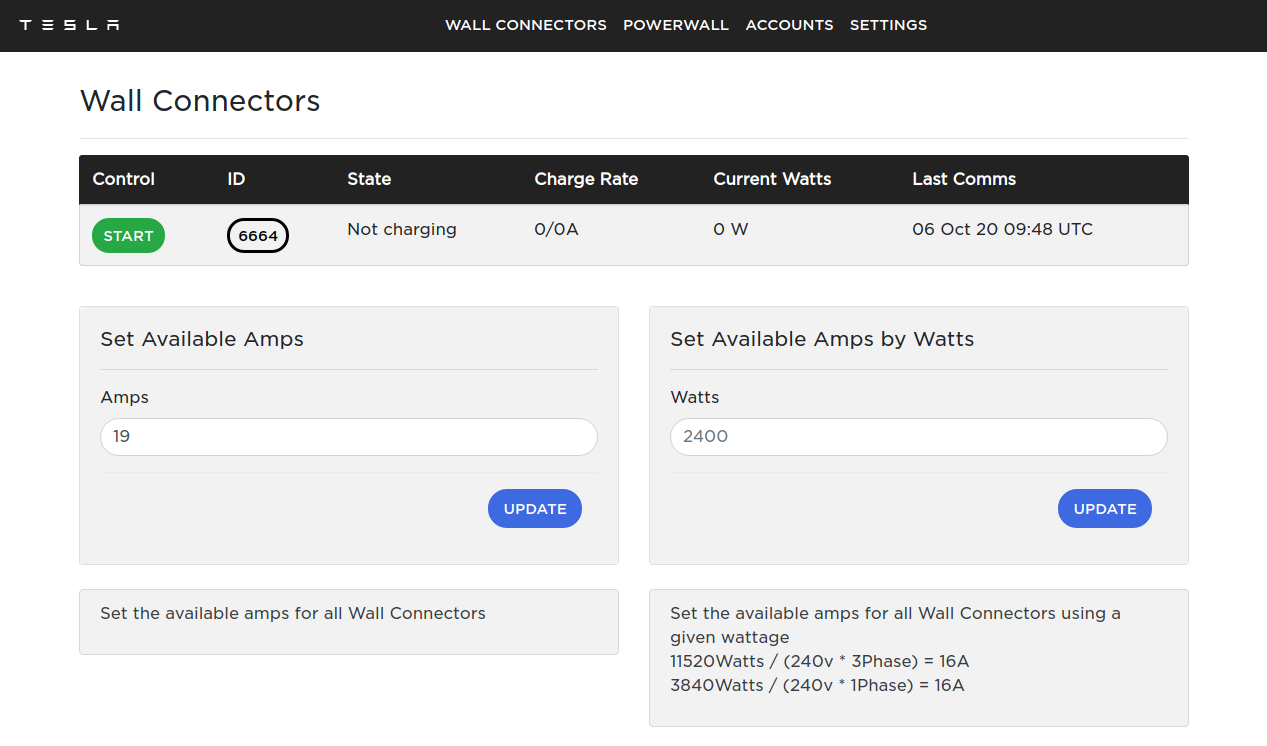 TESLA WALL CONNECTORS POWERWALL ACCOUNTS SETTINGS
Wall Connectors
Control ID State Charge Rate Current Watts Last Comms
START 6664 Not charging 0/0A 0 W 06 Oct 20 09:48 UTC
Set Available Amps
Amps
19
UPDATE
Set Available Amps by Watts
Watts
2400
UPDATE
Set the available amps for all Wall Connectors
Set the available amps for all Wall Connectors using a
given wattage
11520Watts / (240v * 3Phase) = 16A
3840Watts / (240v * 1Phase) = 16A